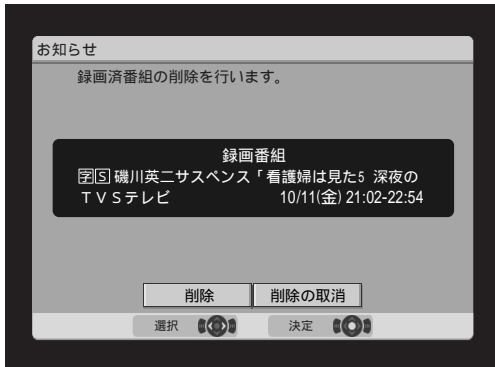 お知らせ
録画済番組の削除を行います。
録画番組
字S 磯川英二サスペンス「看護婦は見た5 深夜の
TVSテレビ 10/11(金) 21:02-22:54
削除 削除の取消
選択 決定